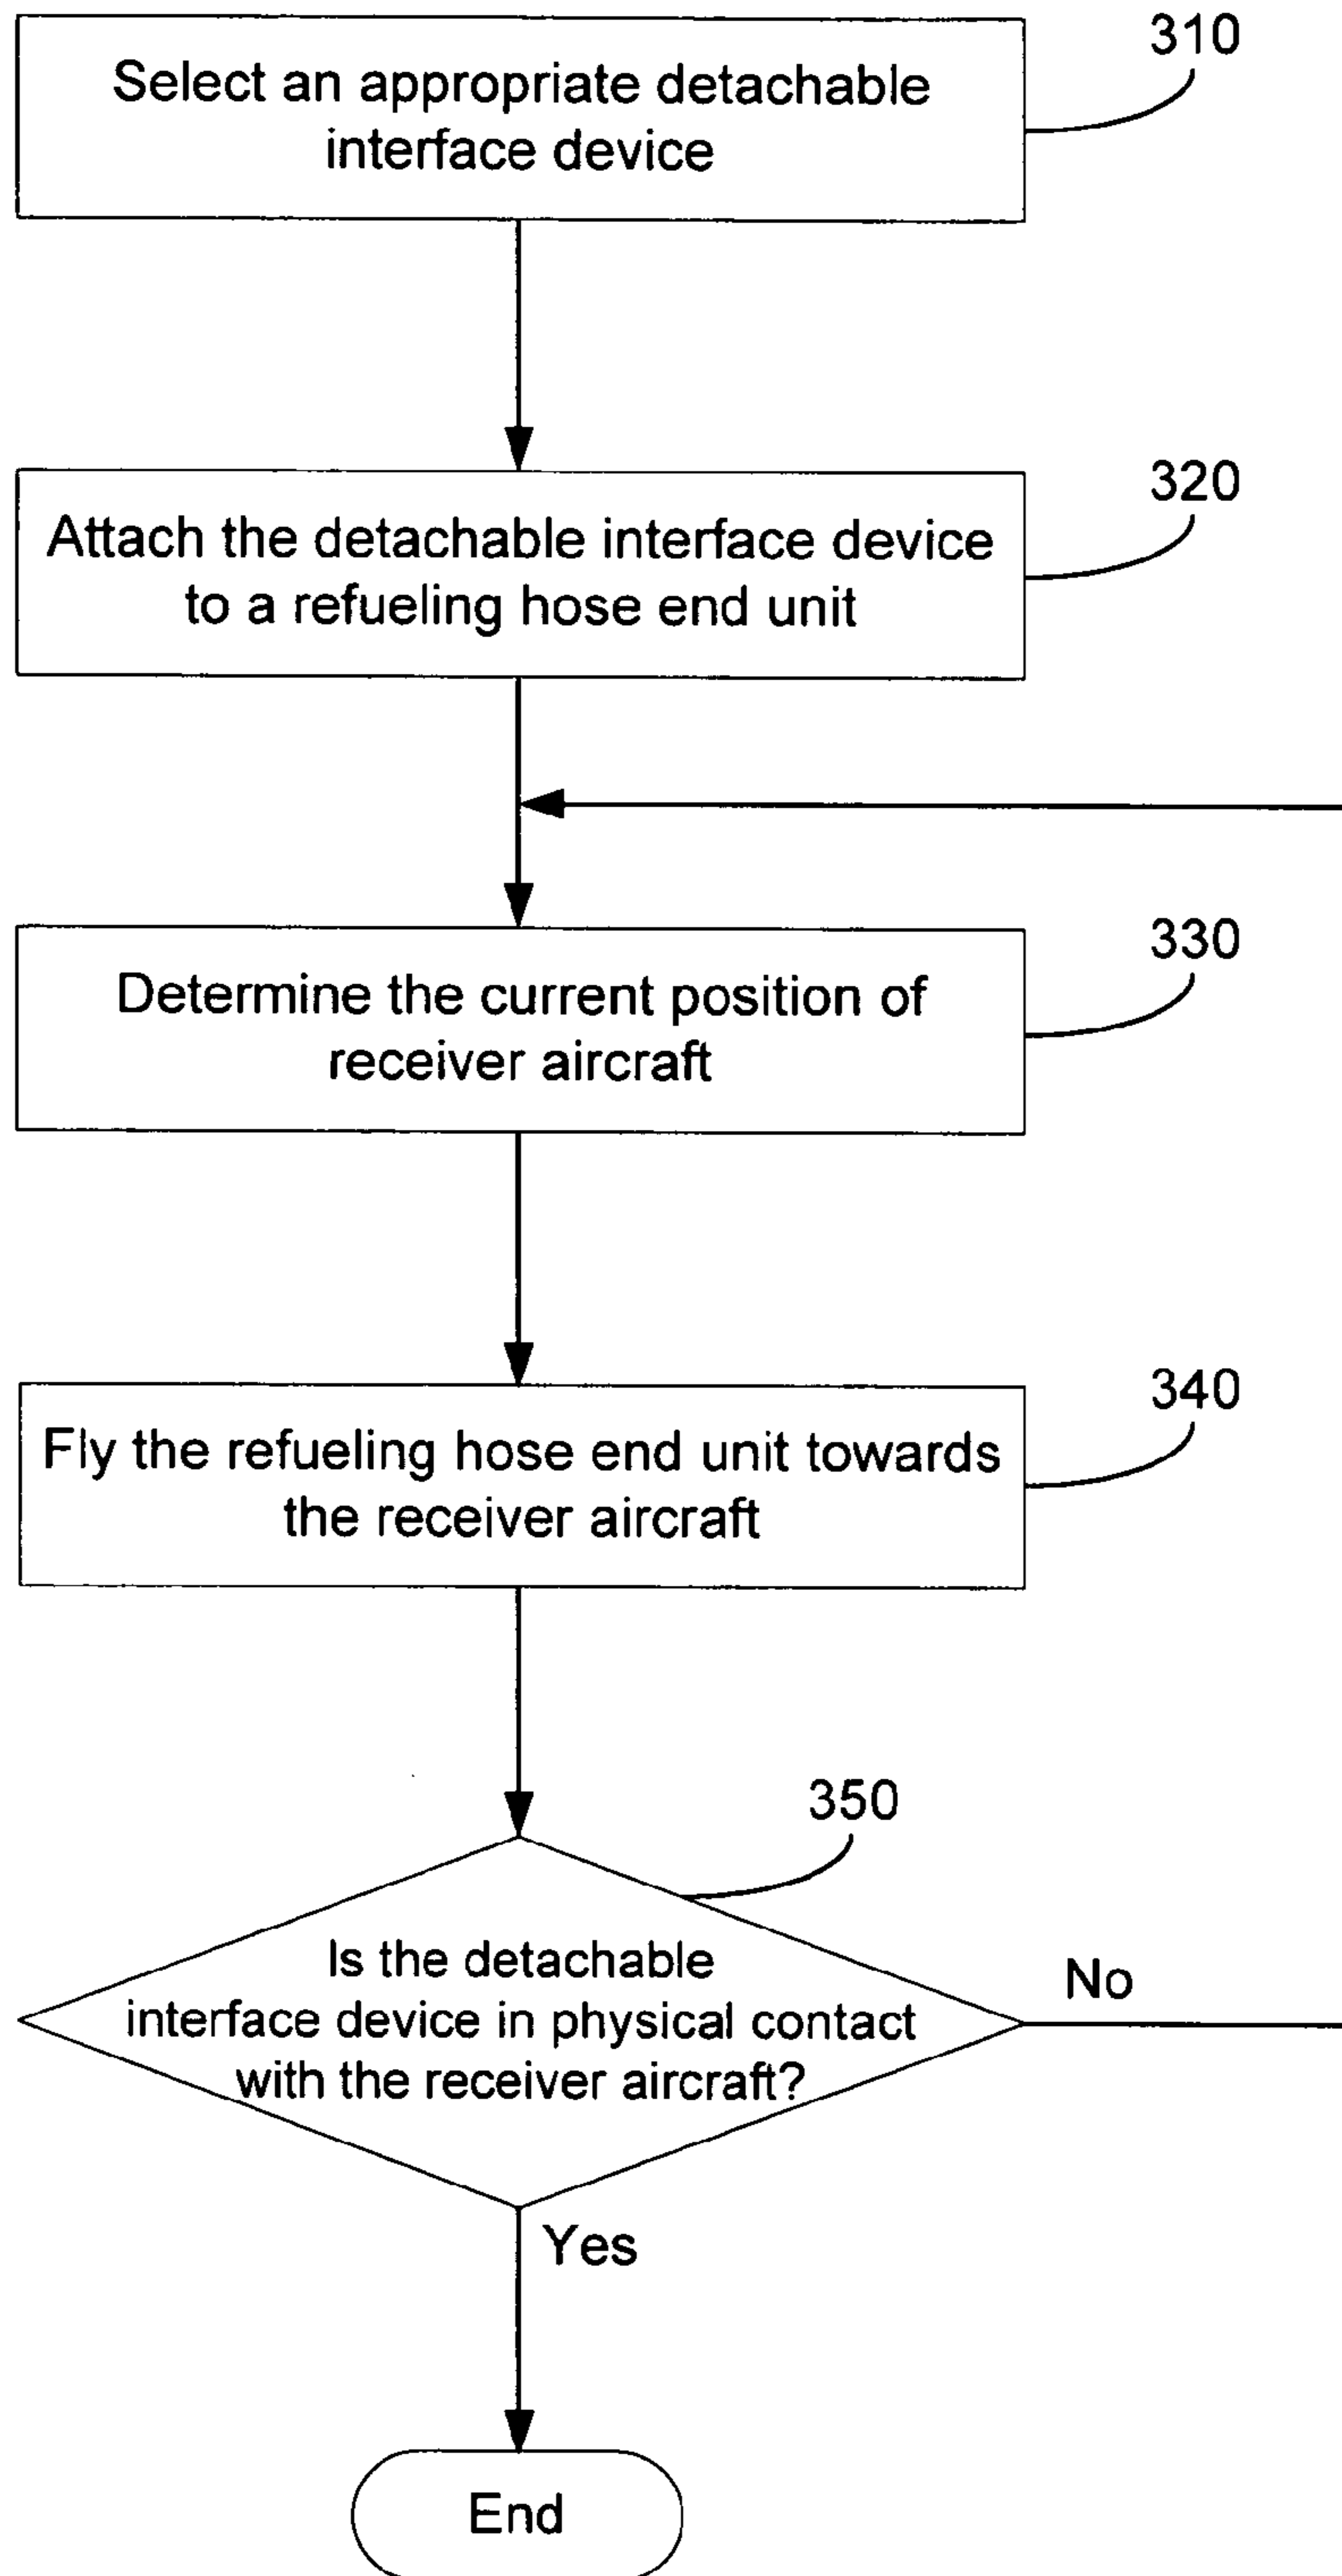 310
Select an appropriate detachable
interface device
320
Attach the detachable interface device
to a refueling hose end unit
330
Determine the current position of
receiver aircraft
340
Fly the refueling hose end unit towards
the receiver aircraft
350
Is the detachable
interface device in physical contact
with the receiver aircraft?
No
Yes
End